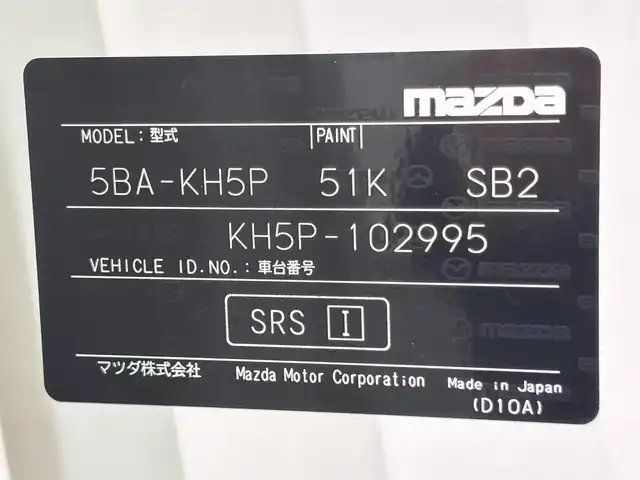 mazda
MODEL: 型式 PAINT
5BA-KH5P 51K SB2
KH5P-102995
VEHICLE ID.NO.: 車台番号
SRS I
マツダ株式会社 Mazda Motor Corporation Made in Japan
(D10A)